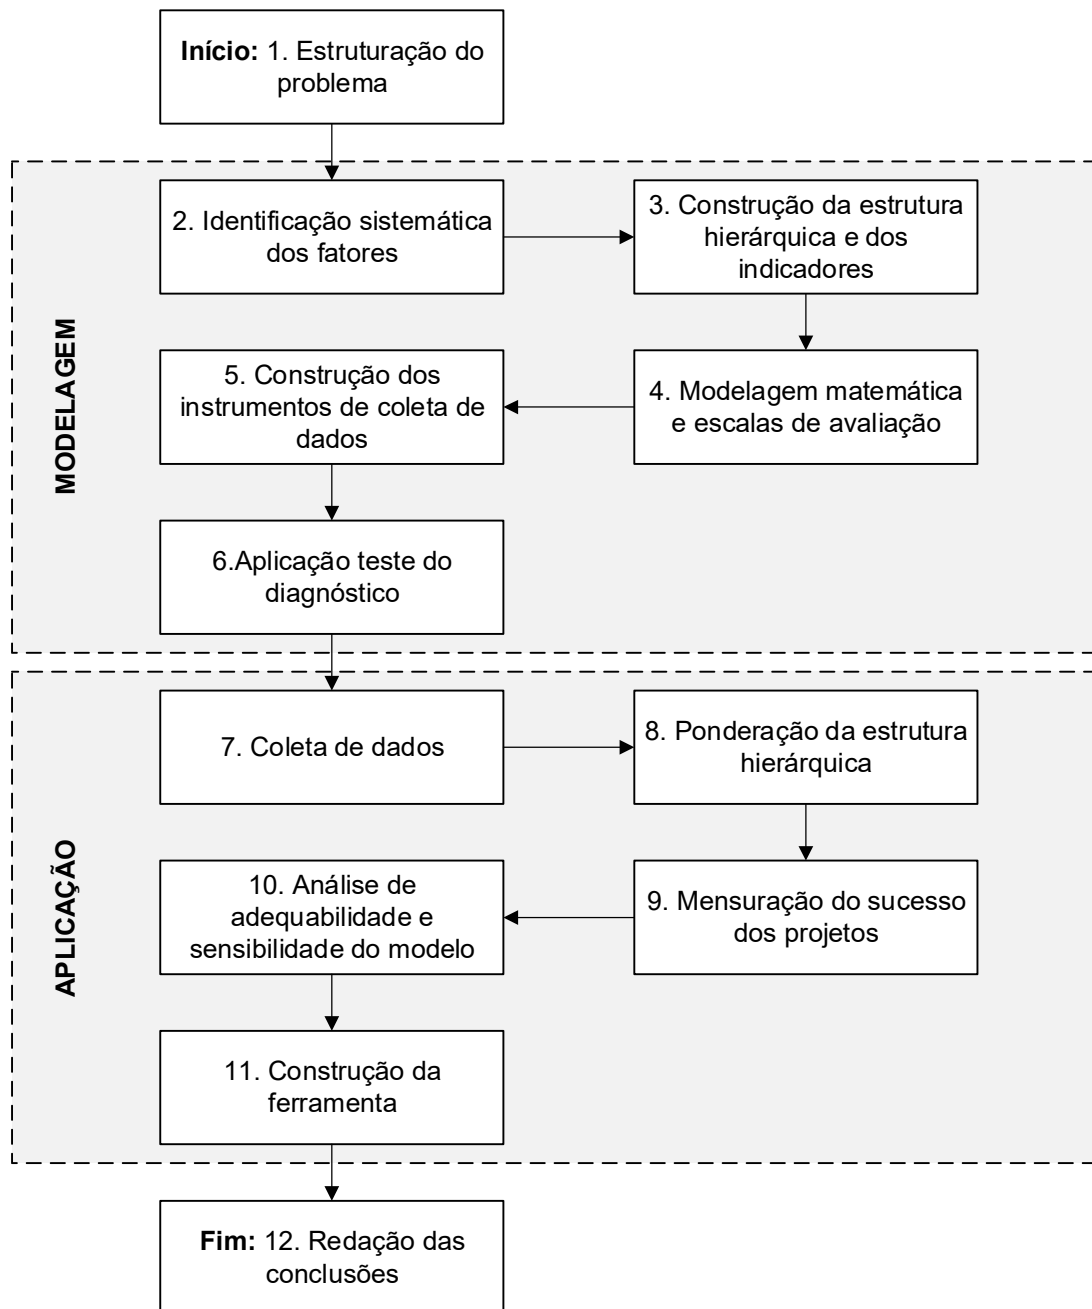 Início: 1. Estruturação do
problema
MODELAGEM
2. Identificação sistemática
dos fatores
3. Construção da estrutura
hierárquica e dos
indicadores
4. Modelagem matemática
e escalas de avaliação
5. Construção dos
instrumentos de coleta de
dados
6.Aplicação teste do
diagnóstico
APLICAÇÃO
7. Coleta de dados
8. Ponderação da estrutura
hierárquica
9. Mensuração do sucesso
dos projetos
10. Análise de
adequabilidade e
sensibilidade do modelo
11. Construção da
ferramenta
Fim: 12. Redação das
conclusões